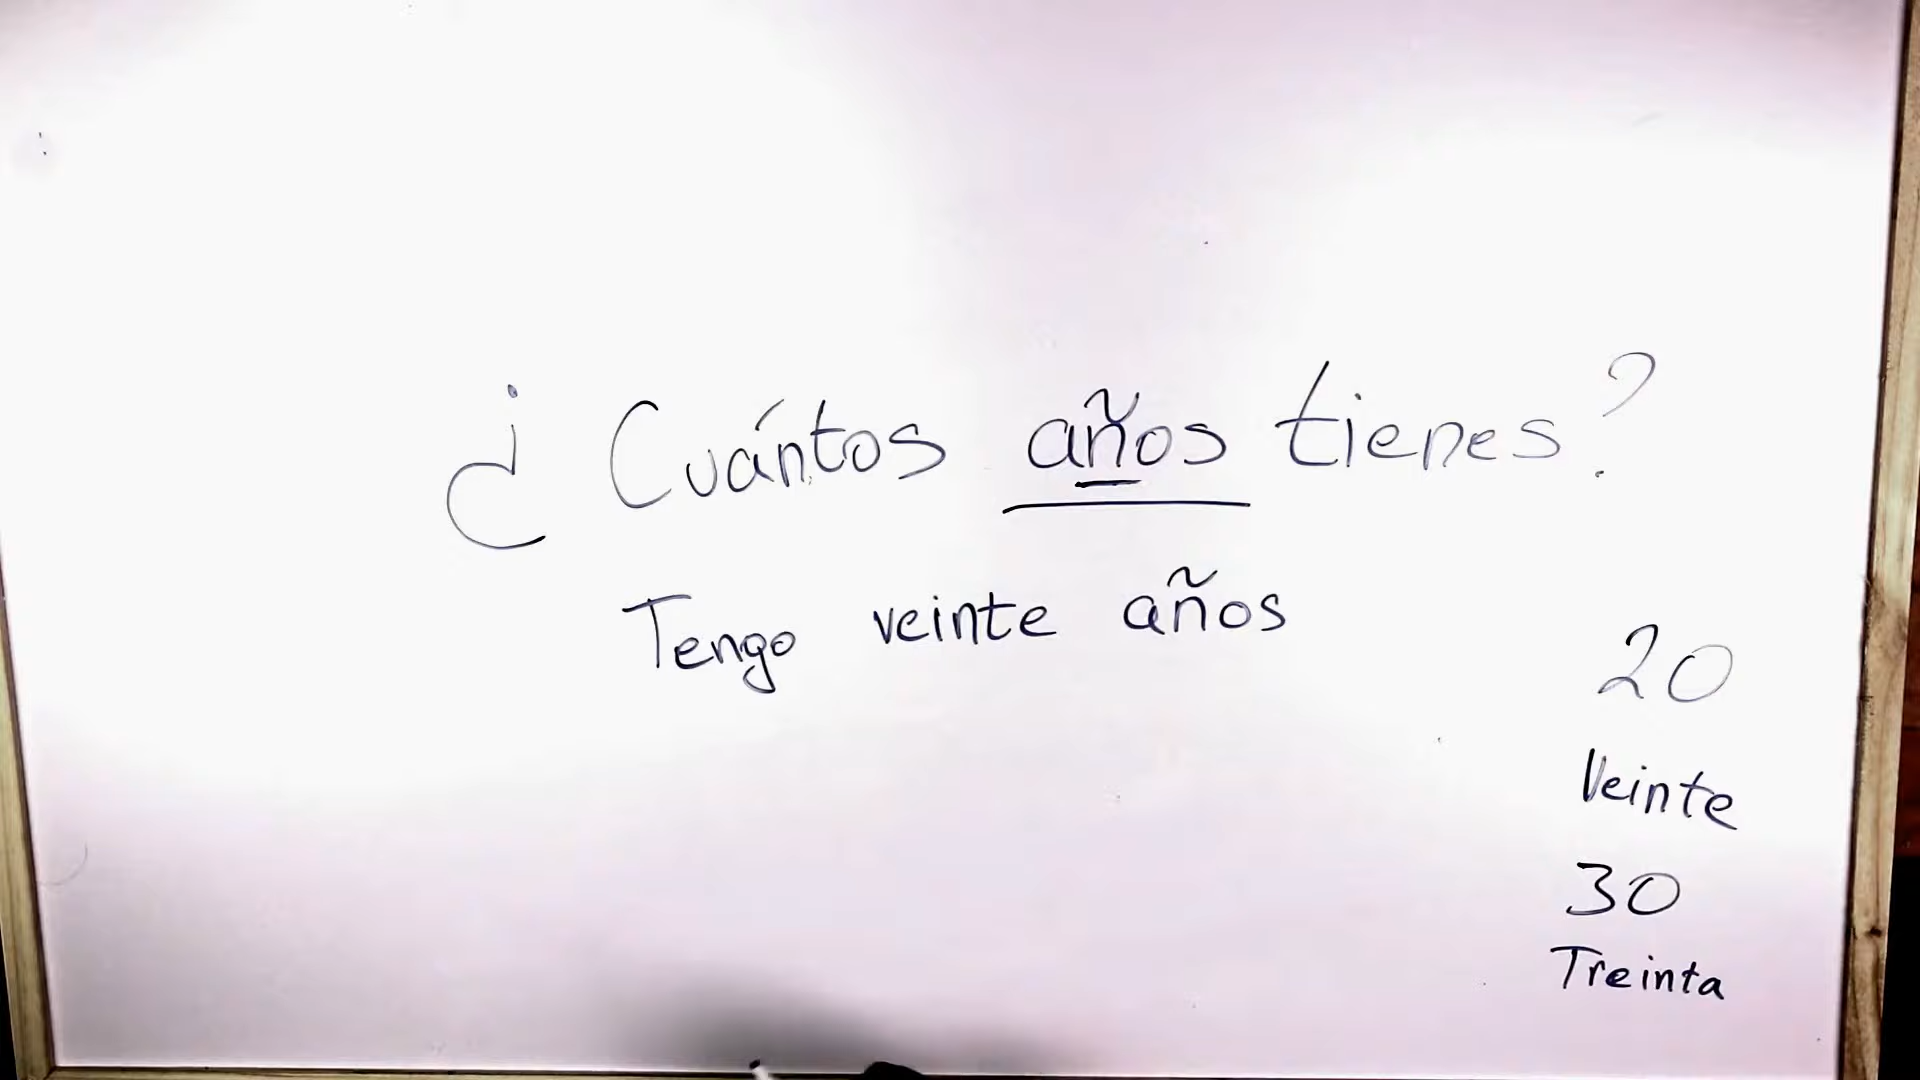 ¿Cuántos años tienes?
Tengo veinte años
20
Veinte
30
Treinta